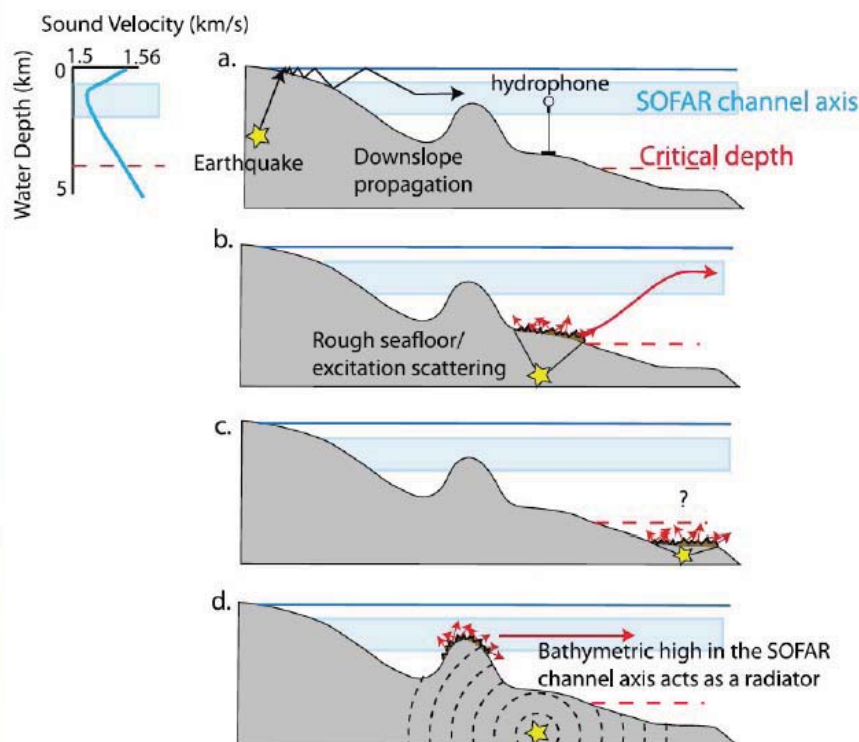 Sound Velocity (km/s)
1.5 1.56
0
Water Depth (km)
5
a.
hydrophone
SOFAR channel axis
Earthquake
Downslope
propagation
Critical depth
b.
Rough seafloor/
excitation scattering
c.
?
d.
Bathymetric high in the SOFAR
channel axis acts as a radiator